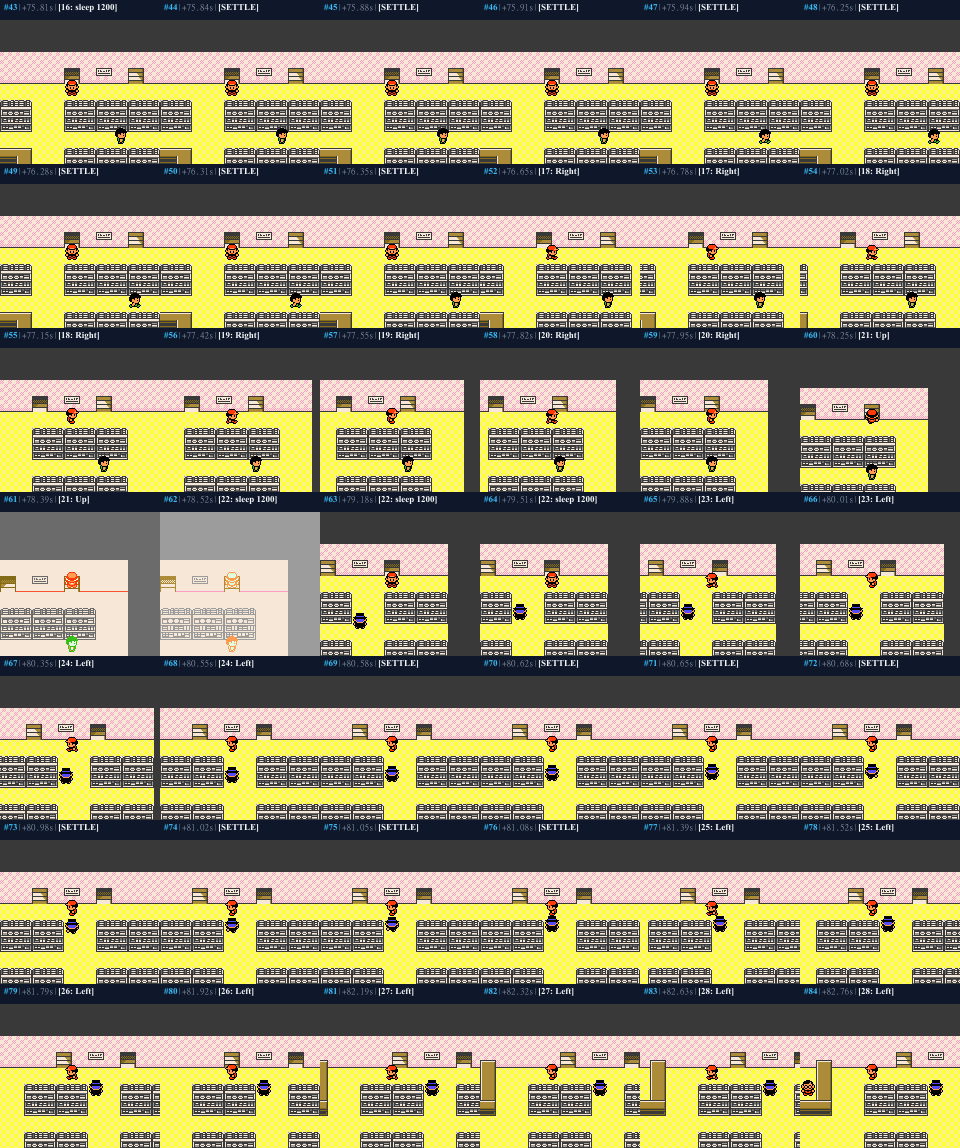 #43|+75.81s| [16: sleep 1200] #44|+75.84s| [SETTLE] #45|+75.88s| [SETTLE] #46|+75.91s| [SETTLE] #47|+75.94s| [SETTLE] #48|+76.25s| [SETTLE]
#49|+76.28s| [SETTLE] #50|+76.31s| [SETTLE] #51|+76.35s| [SETTLE] #52|+76.65s| [17: Right] #53|+76.78s| [17: Right] #54|+77.02s| [18: Right]
#55|+77.15s| [18: Right] #56|+77.42s| [19: Right] #57|+77.55s| [19: Right] #58|+77.82s| [20: Right] #59|+77.95s| [20: Right] #60|+78.25s| [21: Up]
#61|+78.39s| [21: Up] #62|+78.52s| [22: sleep 1200] #63|+79.18s| [22: sleep 1200] #64|+79.51s| [22: sleep 1200] #65|+79.88s| [23: Left] #66|+80.01s| [23: Left]
#67|+80.35s| [24: Left] #68|+80.55s| [24: Left] #69|+80.58s| [SETTLE] #70|+80.62s| [SETTLE] #71|+80.65s| [SETTLE] #72|+80.68s| [SETTLE]
#73|+80.98s| [SETTLE] #74|+81.02s| [SETTLE] #75|+81.05s| [SETTLE] #76|+81.08s| [SETTLE] #77|+81.39s| [25: Left] #78|+81.52s| [25: Left]
#79|+81.79s| [26: Left] #80|+81.92s| [26: Left] #81|+82.19s| [27: Left] #82|+82.32s| [27: Left] #83|+82.63s| [28: Left] #84|+82.76s| [28: Left]